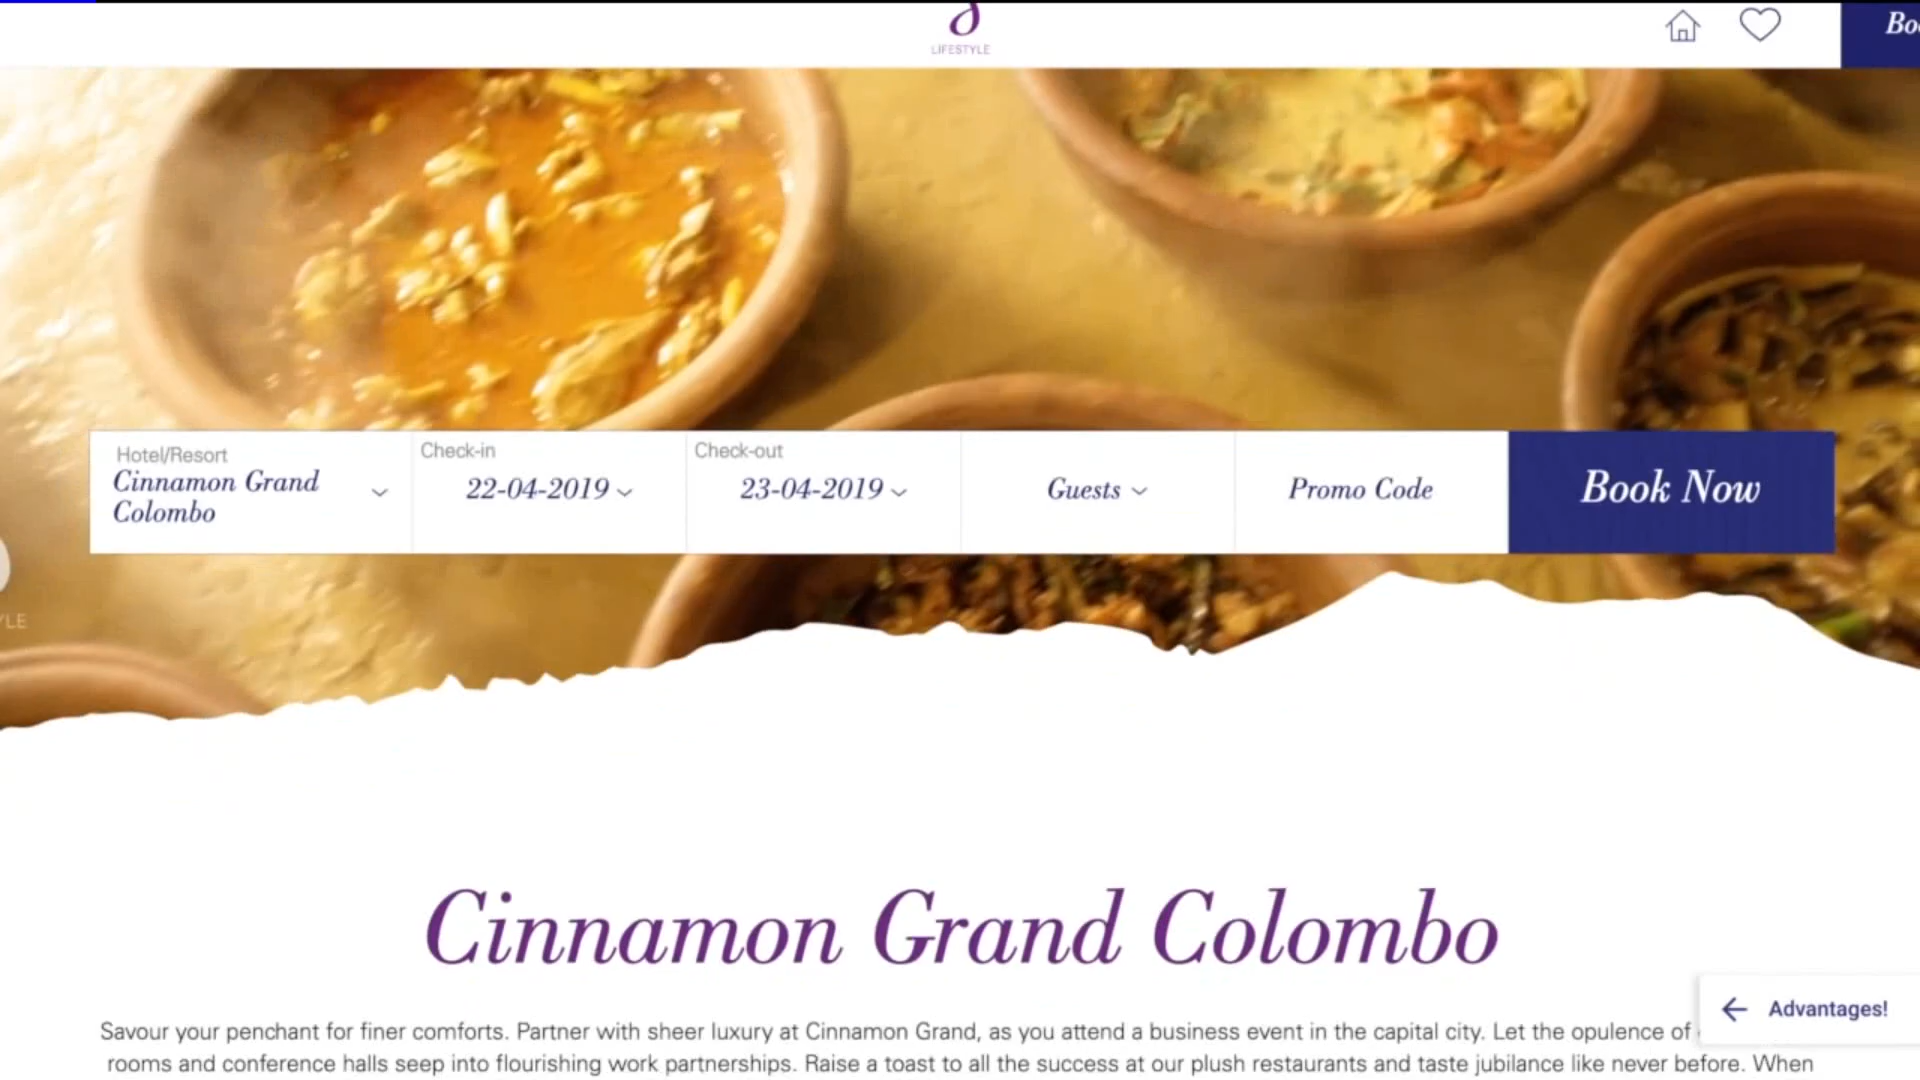 LIFESTYLE
Hotel/Resort
Cinnamon Grand
Colombo
Check-in
22-04-2019
Check-out
23-04-2019
Guests
Promo Code
Book Now
Cinnamon Grand Colombo
Advantages!
Savour your penchant for finer comforts. Partner with sheer luxury at Cinnamon Grand, as you attend a business event in the capital city. Let the opulence of
rooms and conference halls seep into flourishing work partnerships. Raise a toast to all the success at our plush restaurants and taste jubilance like never before. When